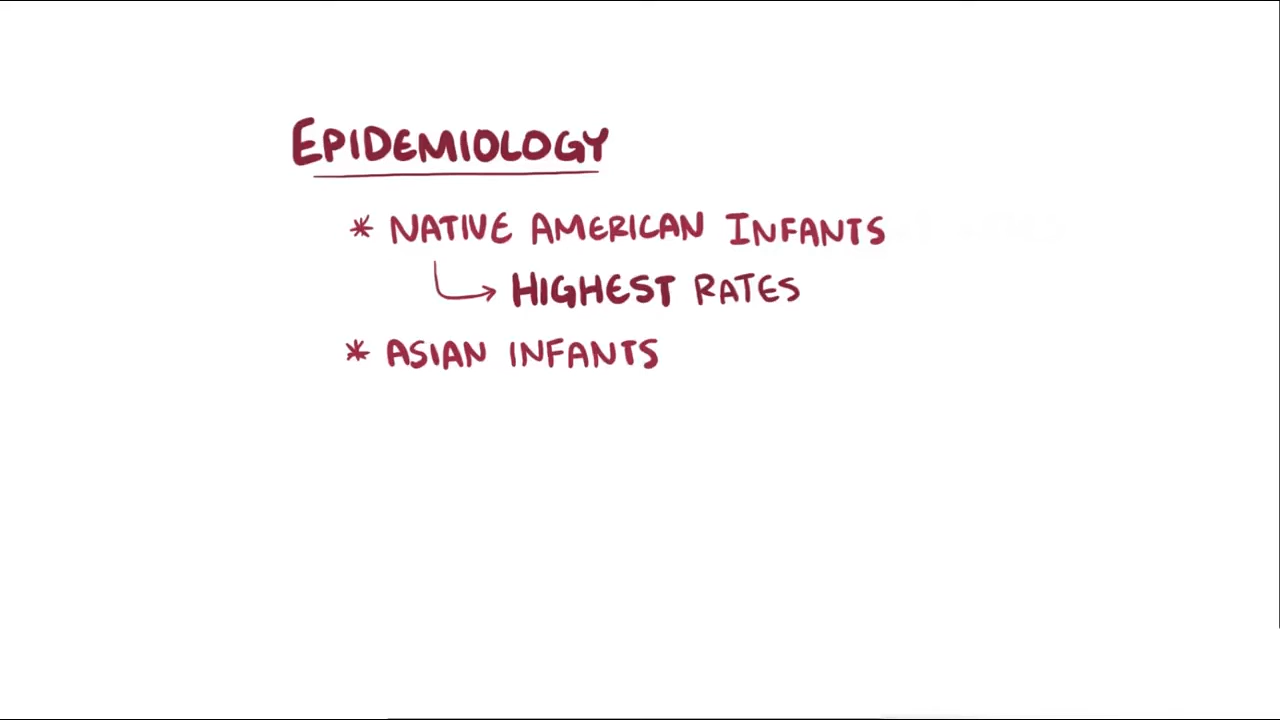 EPIDEMIOLOGY
* NATIVE AMERICAN INFANTS
HIGHEST RATES
* ASIAN INFANTS